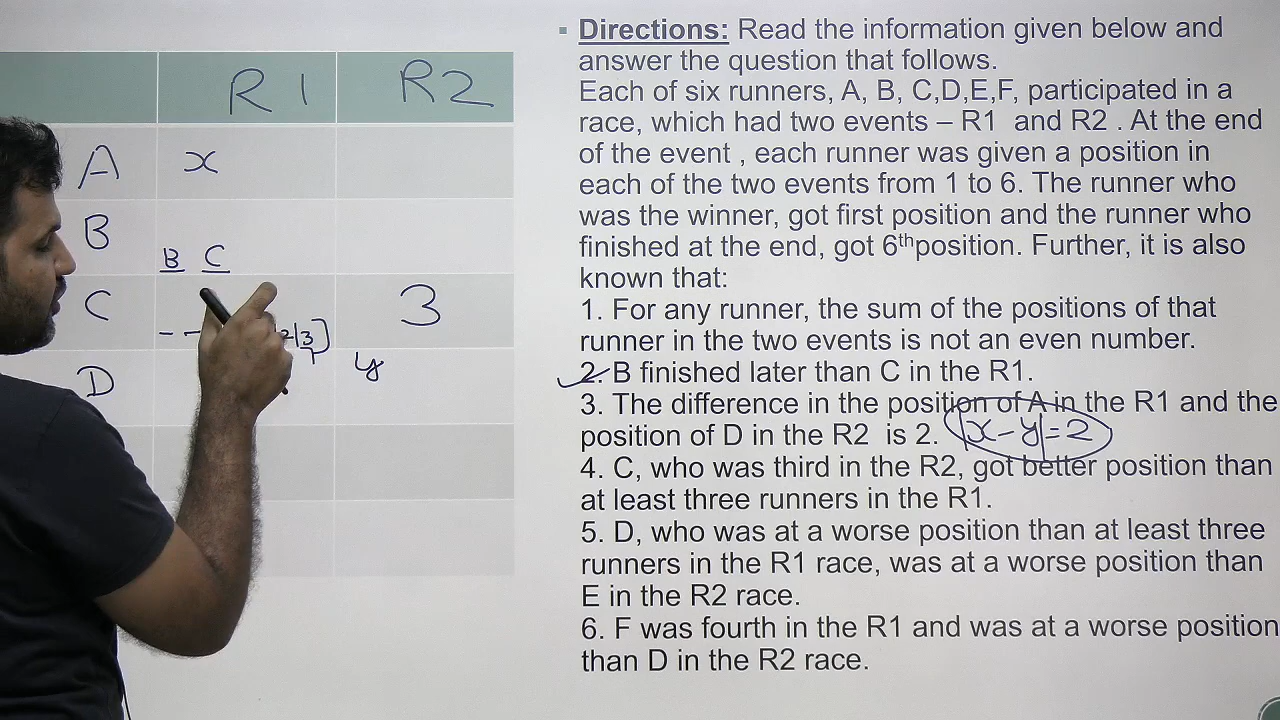 R1 R2
A x
B
B C
C 3
2/3]
D y
▪ Directions: Read the information given below and
answer the question that follows.
Each of six runners, A, B, C,D,E,F, participated in a
race, which had two events – R1 and R2 . At the end
of the event , each runner was given a position in
each of the two events from 1 to 6. The runner who
was the winner, got first position and the runner who
finished at the end, got 6thposition. Further, it is also
known that:
1. For any runner, the sum of the positions of that
runner in the two events is not an even number.
2. B finished later than C in the R1.
3. The difference in the position of A in the R1 and the
position of D in the R2 is 2. |x-y|=2
4. C, who was third in the R2, got better position than
at least three runners in the R1.
5. D, who was at a worse position than at least three
runners in the R1 race, was at a worse position than
E in the R2 race.
6. F was fourth in the R1 and was at a worse position
than D in the R2 race.